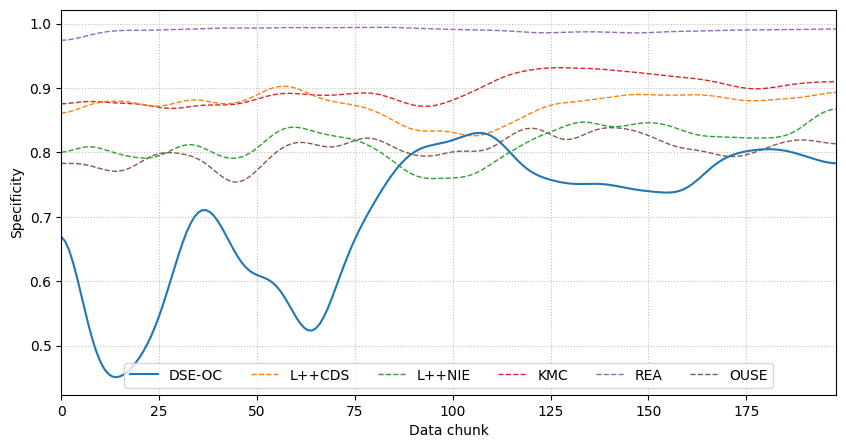 1.0
0.9
0.8
0.7
0.6
0.5
Specificity
DSE-OC L++CDS L++NIE KMC REA OUSE
0 25 50 75 100 125 150 175
Data chunk